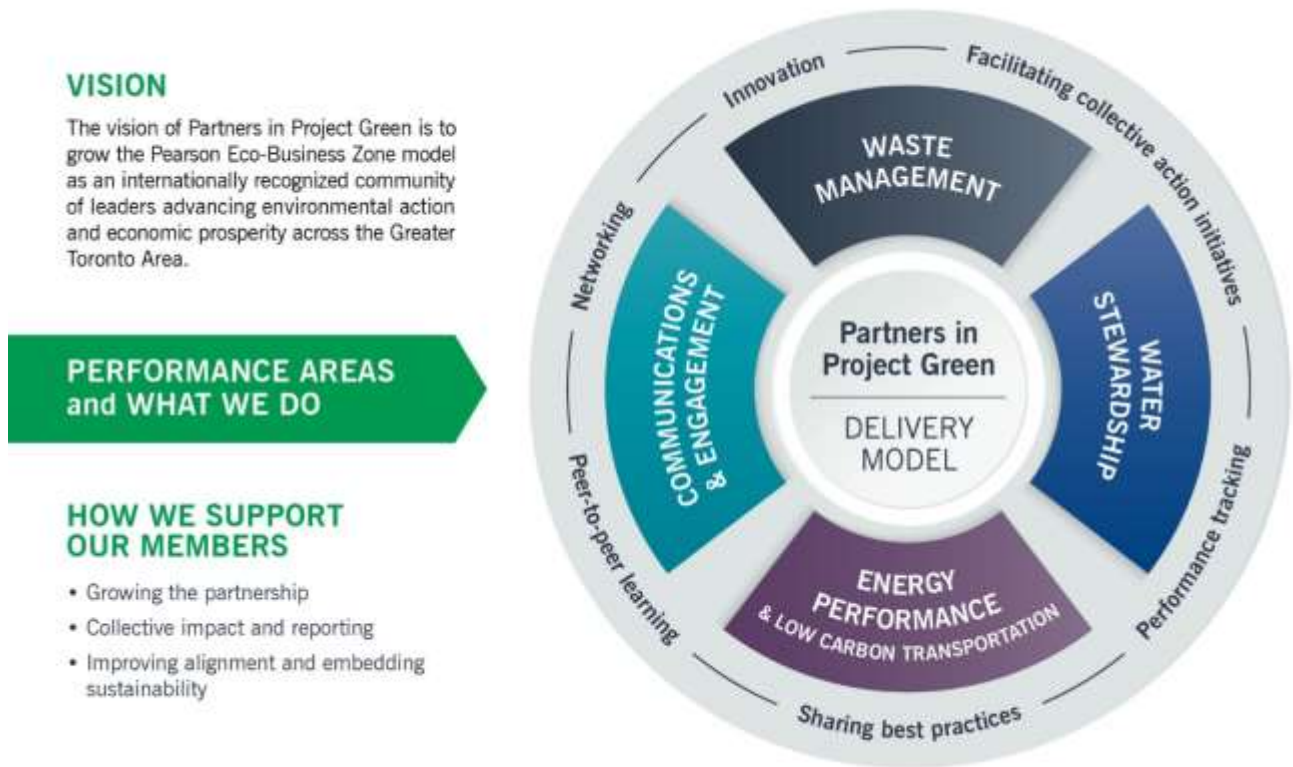 VISION
The vision of Partners in Project Green is to
grow the Pearson Eco-Business Zone model
as an internationally recognized community
of leaders advancing environmental action
and economic prosperity across the Greater
Toronto Area.
PERFORMANCE AREAS
and WHAT WE DO
HOW WE SUPPORT
OUR MEMBERS
• Growing the partnership
• Collective impact and reporting
• Improving alignment and embedding
sustainability
Innovation
Facilitating collective action initiatives
Performance tracking
Sharing best practices
Peer-to-peer learning
Networking
WASTE
MANAGEMENT
WATER
STEWARDSHIP
ENERGY
PERFORMANCE
& LOW CARBON TRANSPORTATION
COMMUNICATIONS
& ENGAGEMENT
Partners in
Project Green
DELIVERY
MODEL